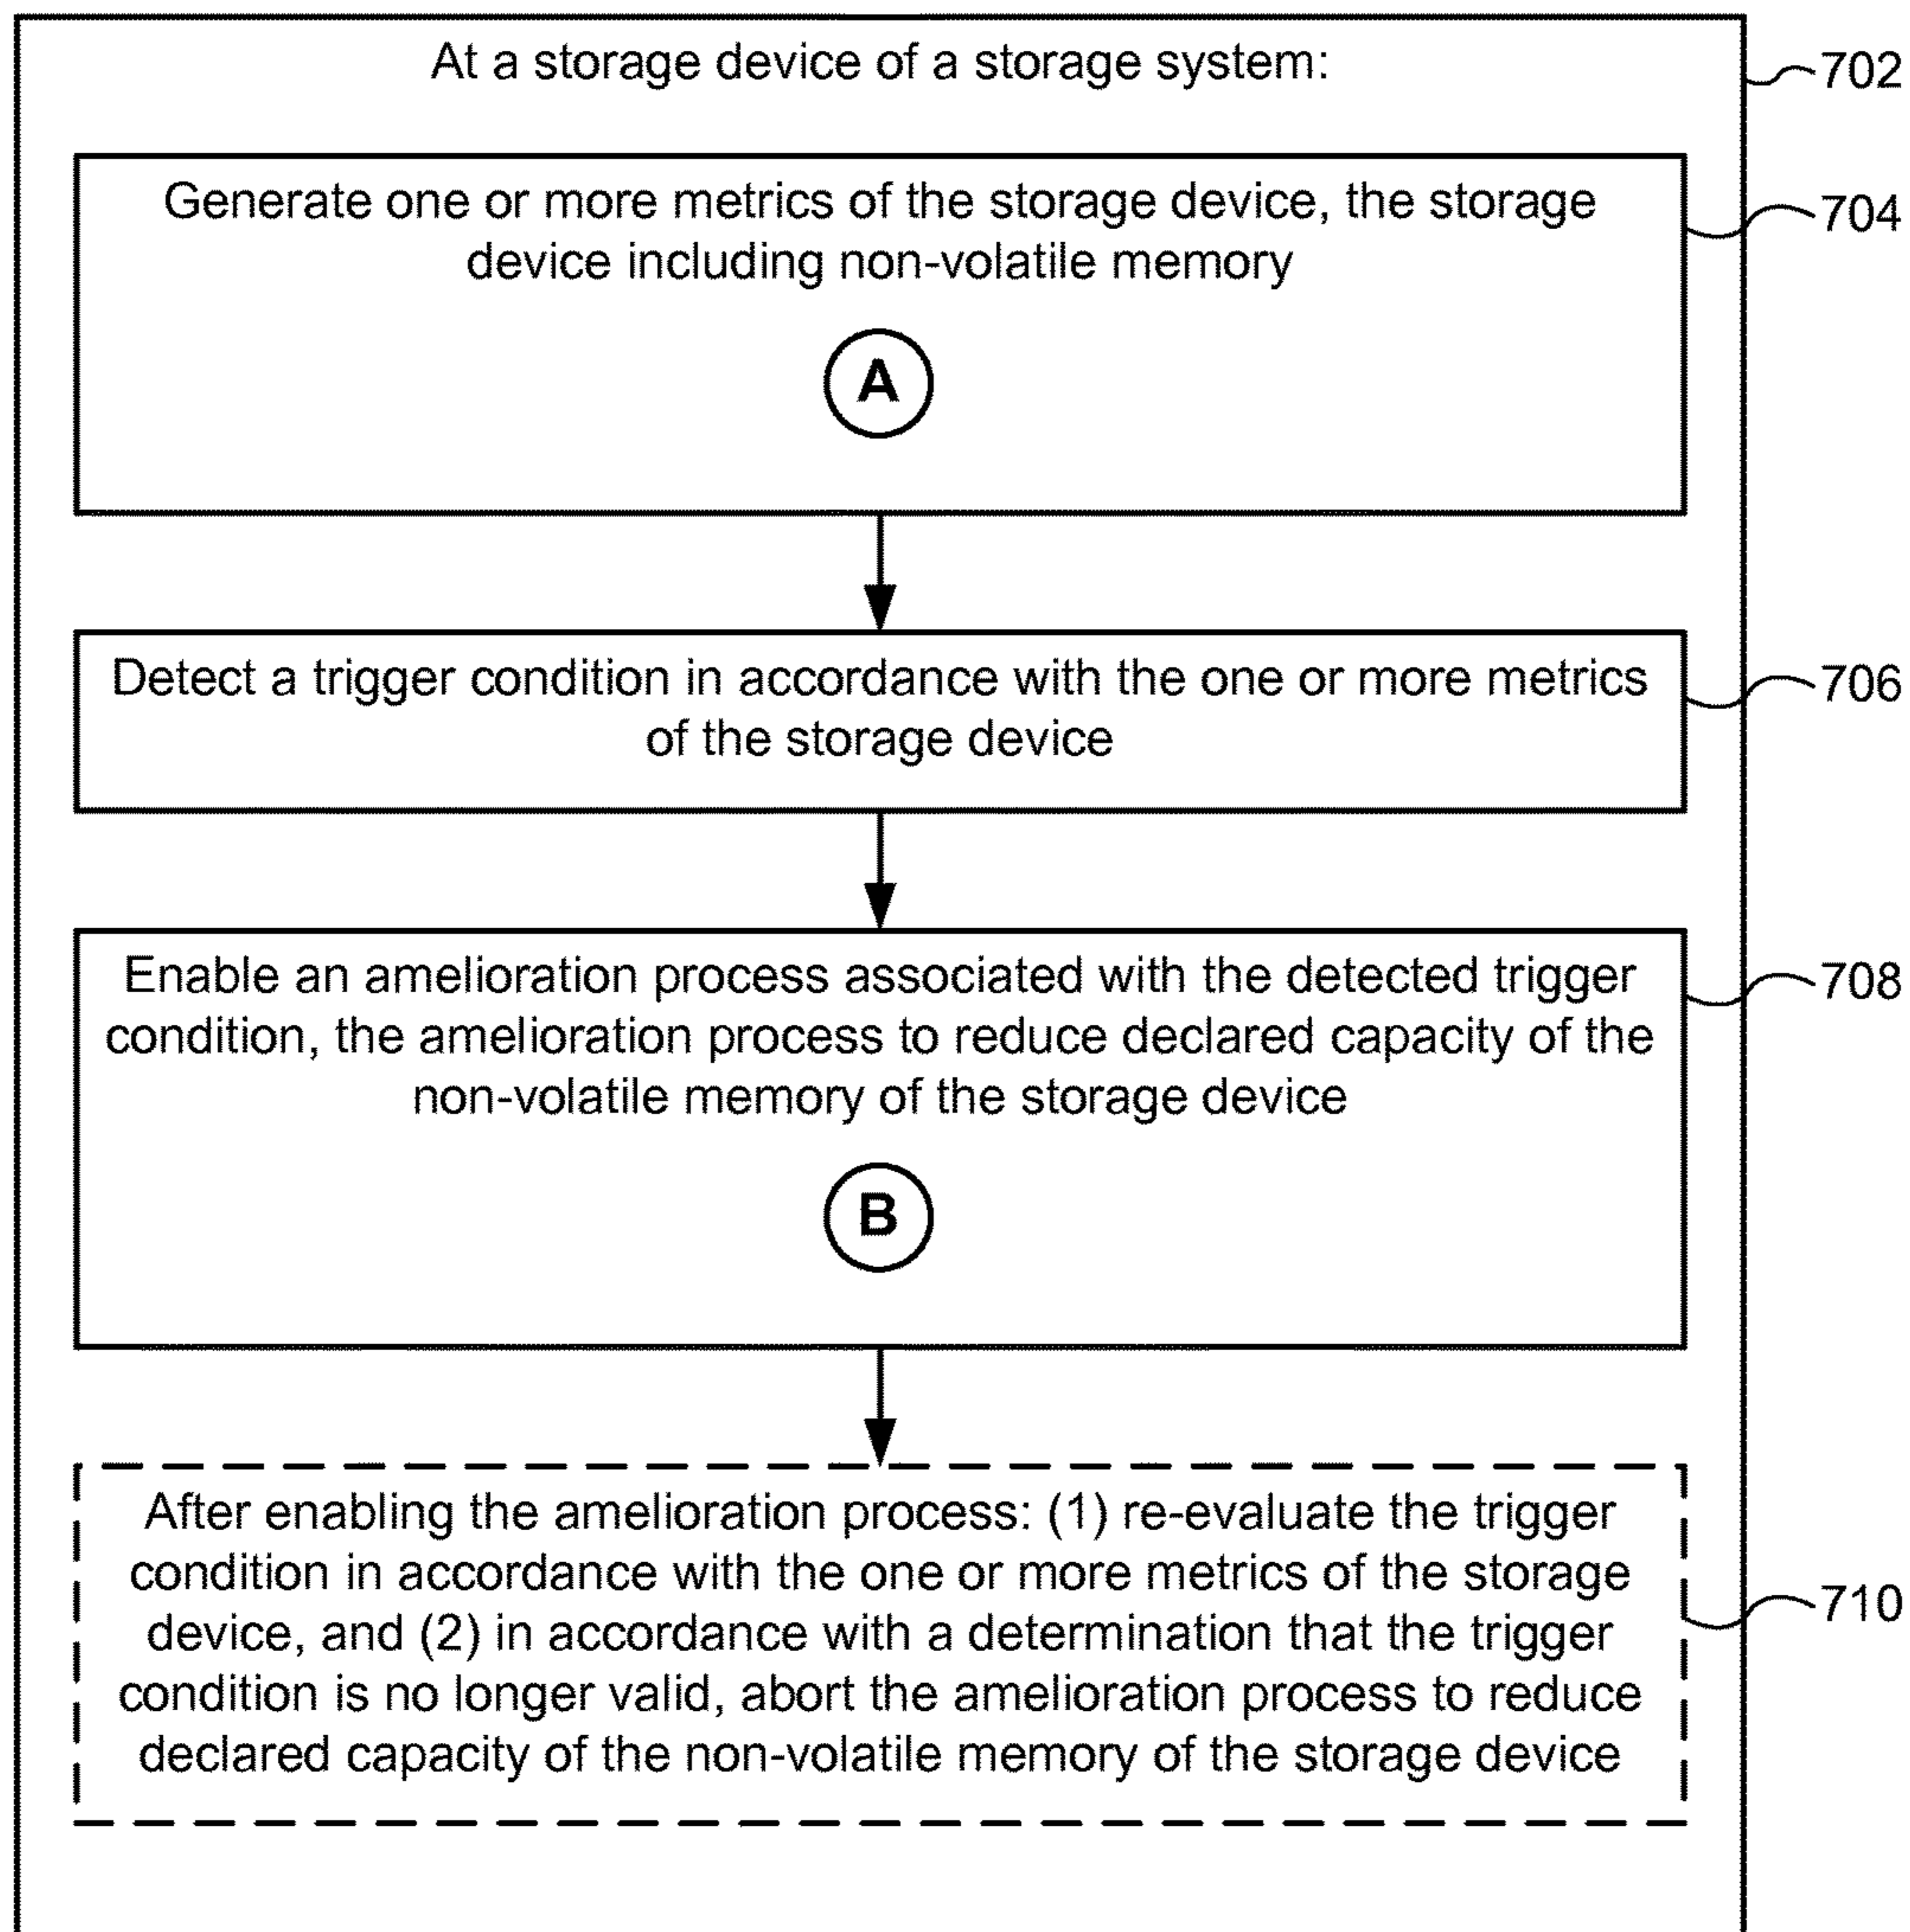 At a storage device of a storage system:
702
Generate one or more metrics of the storage device, the storage
device including non-volatile memory
704
A
Detect a trigger condition in accordance with the one or more metrics
of the storage device
706
Enable an amelioration process associated with the detected trigger
condition, the amelioration process to reduce declared capacity of the
non-volatile memory of the storage device
708
B
After enabling the amelioration process: (1) re-evaluate the trigger
condition in accordance with the one or more metrics of the storage
device, and (2) in accordance with a determination that the trigger
condition is no longer valid, abort the amelioration process to reduce
declared capacity of the non-volatile memory of the storage device
710